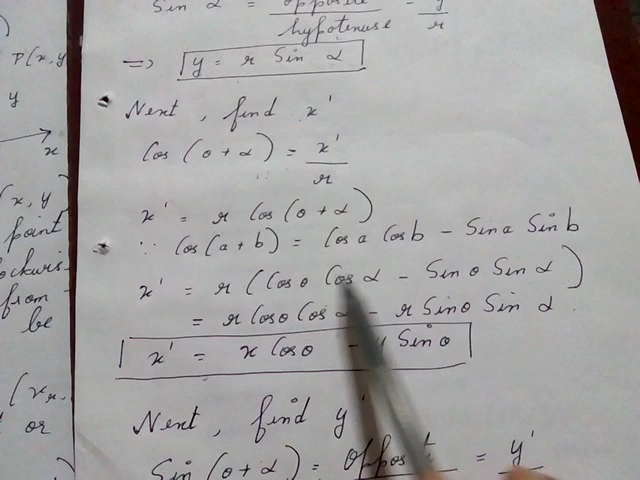 P(x, y
y
x
(x, y
point
ockwis
from
be
(x
or
Sin α = opposite / hypotenuse = y / r
=> y = r Sin α
Next, find x'
Cos (θ + α) = x' / r
x' = r Cos (θ + α)
∵ Cos (a + b) = Cos a Cos b - Sin a Sin b
x' = r (Cos θ Cos α - Sin θ Sin α)
= r Cos θ Cos α - r Sin θ Sin α.
x' = x Cos θ - y Sin θ
Next, find y'
Sin (θ + α) = = y'